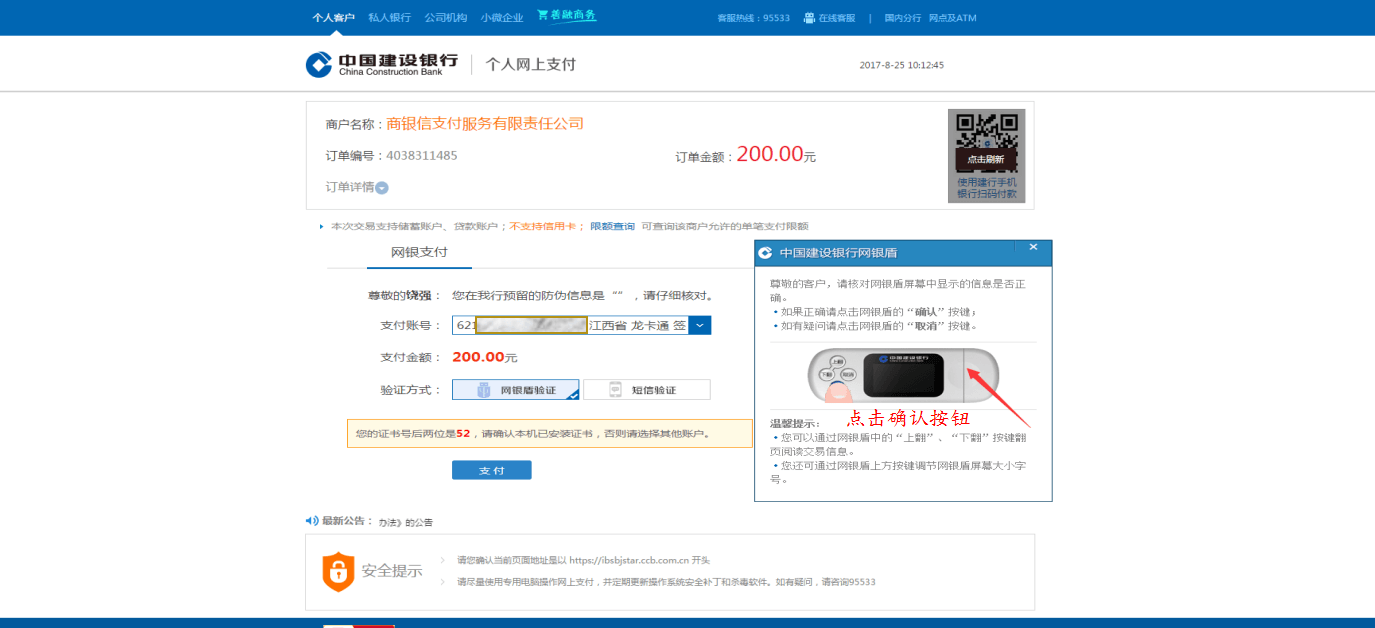 个人客户 私人银行 公司机构 小微企业 善融商务 客服热线：95533 在线客服 | 国内分行 网点及ATM
中国建设银行 个人网上支付 2017-8-25 10:12:45
China Construction Bank
商户名称：商银信支付服务有限责任公司
订单编号：4038311485 订单金额：200.00元
订单详情
点击刷新
使用建行手机
银行扫码付款
本次交易支持储蓄账户、贷款账户；不支持信用卡； 限额查询 可查询该商户允许的单笔支付限额
网银支付
尊敬的饶强： 您在我行预留的防伪信息是“” ，请仔细核对。
支付账号： 621 江西省 龙卡通 签
支付金额： 200.00元
验证方式： 网银盾验证 短信验证
您的证书号后两位是52，请确认本机已安装证书，否则请选择其他账户。
支付
中国建设银行网银盾 ×
尊敬的客户，请核对网银盾屏幕中显示的信息是否正
确。
• 如果正确请点击网银盾的“确认”按键；
• 如有疑问请点击网银盾的“取消”按键。
中国建设银行
上翻
下翻 取消
点击确认按钮
温馨提示：
• 您可以通过网银盾中的“上翻”、“下翻”按键翻
页阅读交易信息。
• 您还可通过网银盾上方按键调节网银盾屏幕大小字
号。
最新公告： 办法》的公告
安全提示
请您确认当前页面地址是以 https://ibsbjstar.ccb.com.cn 开头
请尽量使用专用电脑操作网上支付，并定期更新操作系统安全补丁和杀毒软件。如有疑问，请咨询95533